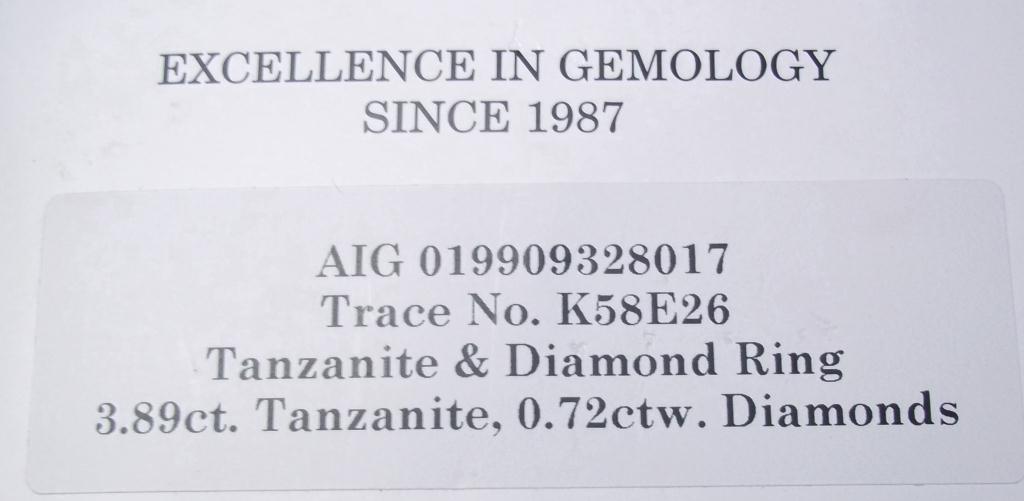 EXCELLENCE IN GEMOLOGY
SINCE 1987
AIG 019909328017
Trace No. K58E26
Tanzanite & Diamond Ring
3.89ct. Tanzanite, 0.72ctw. Diamonds